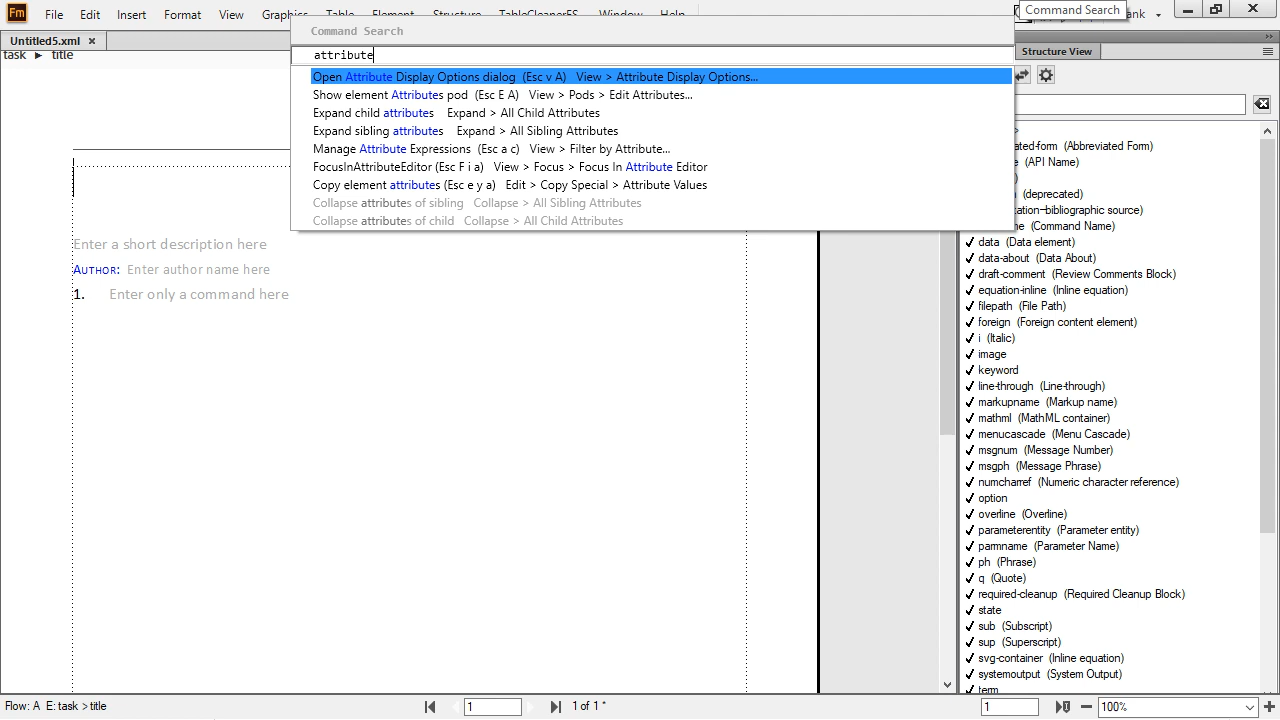 Fm File Edit Insert Format View Graphics Table Element Structure TableCleanerES Window Help
Command Search
Untitled5.xml ×
task ▶ title
Command Search
attribute
Open Attribute Display Options dialog (Esc v A) View > Attribute Display Options...
Show element Attributes pod (Esc E A) View > Pods > Edit Attributes...
Expand child attributes Expand > All Child Attributes
Expand sibling attributes Expand > All Sibling Attributes
Manage Attribute Expressions (Esc a c) View > Filter by Attribute...
FocusInAttributeEditor (Esc F i a) View > Focus > Focus In Attribute Editor
Copy element attributes (Esc e y a) Edit > Copy Special > Attribute Values
Collapse attributes of sibling Collapse > All Sibling Attributes
Collapse attributes of child Collapse > All Child Attributes
Enter a short description here
Author: Enter author name here
1. Enter only a command here
Structure View
(Abbreviated Form)
(API Name)
(deprecated)
source)
(Command Name)
data (Data element)
data-about (Data About)
draft-comment (Review Comments Block)
equation-inline (Inline equation)
filepath (File Path)
foreign (Foreign content element)
i (Italic)
image
keyword
line-through (Line-through)
markupname (Markup name)
mathml (MathML container)
menucascade (Menu Cascade)
msgnum (Message Number)
msgph (Message Phrase)
numcharref (Numeric character reference)
option
overline (Overline)
parameterentity (Parameter entity)
parmname (Parameter Name)
ph (Phrase)
q (Quote)
required-cleanup (Required Cleanup Block)
state
sub (Subscript)
sup (Superscript)
svg-container (Inline equation)
systemoutput (System Output)
term
Flow: A E: task > title
1
1 of 1 *
1
100%